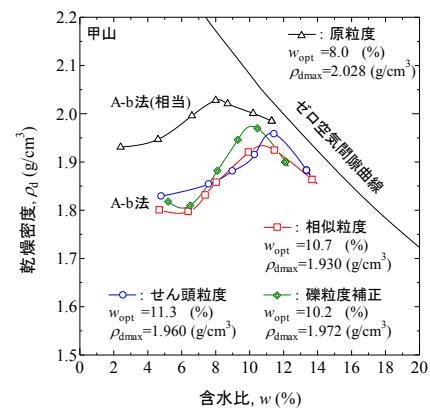 甲山
△：原粒度
w_opt=8.0 (%)
ρ_dmax=2.028 (g/cm³)
A-b法(相当)
ゼロ空気間隙曲線
A-b法
□：相似粒度
w_opt=10.7 (%)
ρ_dmax=1.930 (g/cm³)
○：せん頭粒度
w_opt=11.3 (%)
ρ_dmax=1.960 (g/cm³)
◇：礫粒度補正
w_opt=10.2 (%)
ρ_dmax=1.972 (g/cm³)
乾燥密度, ρ_d (g/cm³)
2.2
2.1
2.0
1.9
1.8
1.7
1.6
1.5
0 2 4 6 8 10 12 14 16 18 20
含水比, w (%)